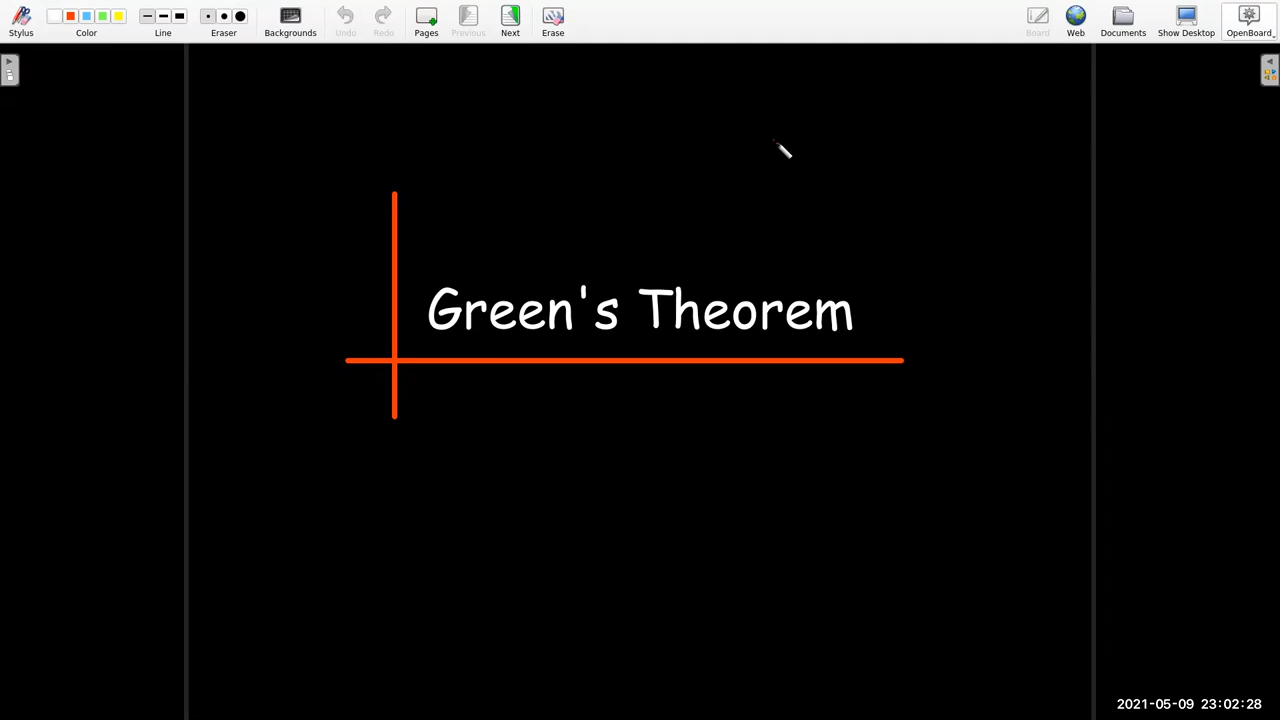 Stylus Color Line Eraser Backgrounds Undo Redo Pages Previous Next Erase Board Web Documents Show Desktop OpenBoard
Green's Theorem
2021-05-09 23:02:28